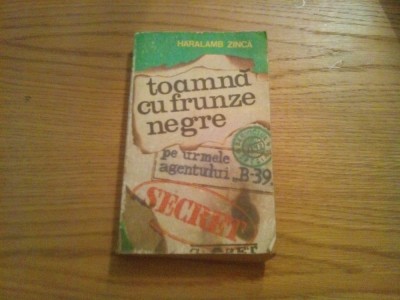 HARALAMB ZINCĂ
toamnă
cu frunze
negre
pe urmele
agentului „B-39„
SECRET